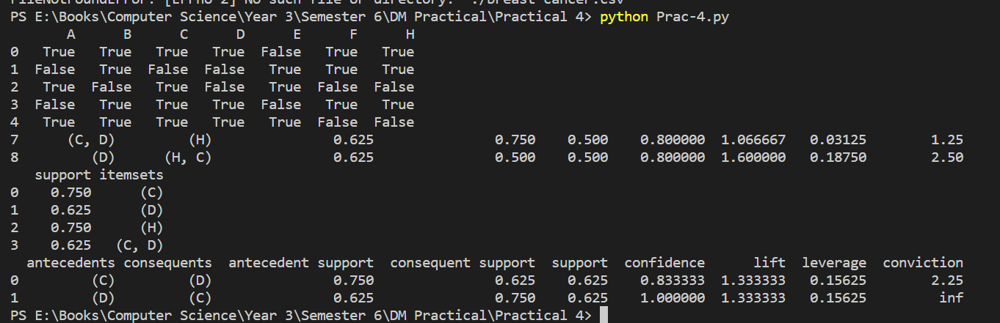 FileNotFoundError: [Errno 2] No such file or directory: './breast-cancer.csv'
PS E:\Books\Computer Science\Year 3\Semester 6\DM Practical\Practical 4> python Prac-4.py
A B C D E F H
0 True True True True False True True
1 False True False False True True True
2 True False True True True False False
3 False True True True False True True
4 True True True True True False False
7 (C, D) (H) 0.625 0.750 0.500 0.800000 1.066667 0.03125 1.25
8 (D) (H, C) 0.625 0.500 0.500 0.800000 1.600000 0.18750 2.50
support itemsets
0 0.750 (C)
1 0.625 (D)
2 0.750 (H)
3 0.625 (C, D)
antecedents consequents antecedent support consequent support support confidence lift leverage conviction
0 (C) (D) 0.750 0.625 0.625 0.833333 1.333333 0.15625 2.25
1 (D) (C) 0.625 0.750 0.625 1.000000 1.333333 0.15625 inf
PS E:\Books\Computer Science\Year 3\Semester 6\DM Practical\Practical 4>